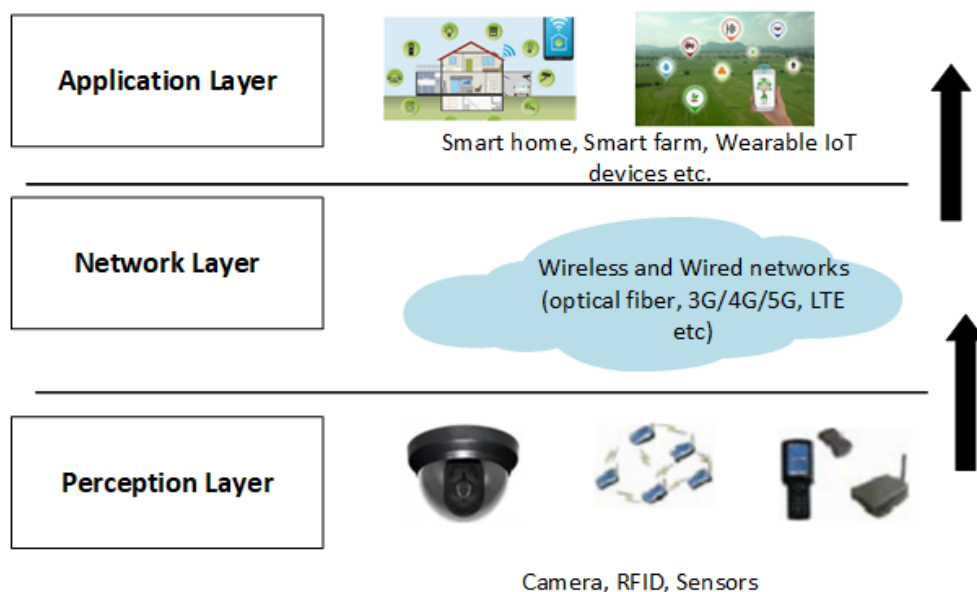 Application Layer
Smart home, Smart farm, Wearable IoT
devices etc.
Network Layer
Wireless and Wired networks
(optical fiber, 3G/4G/5G, LTE
etc)
Perception Layer
Camera, RFID, Sensors